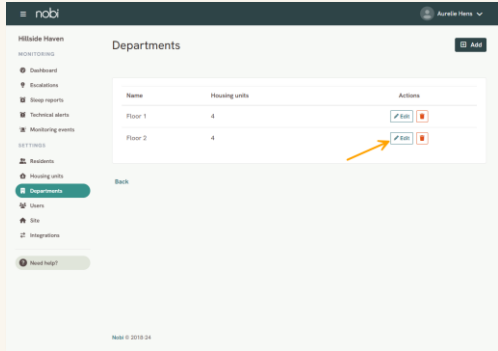 nobi
Aurelie Hens
Hillside Haven
MONITORING
Dashboard
Escalations
Sleep reports
Technical alerts
Monitoring events
SETTINGS
Residents
Housing units
Departments
Users
Site
Integrations
Need help?
Departments
Add
Name Housing units Actions
Floor 1 4 Edit
Floor 2 4 Edit
Back
Nobi © 2018-24